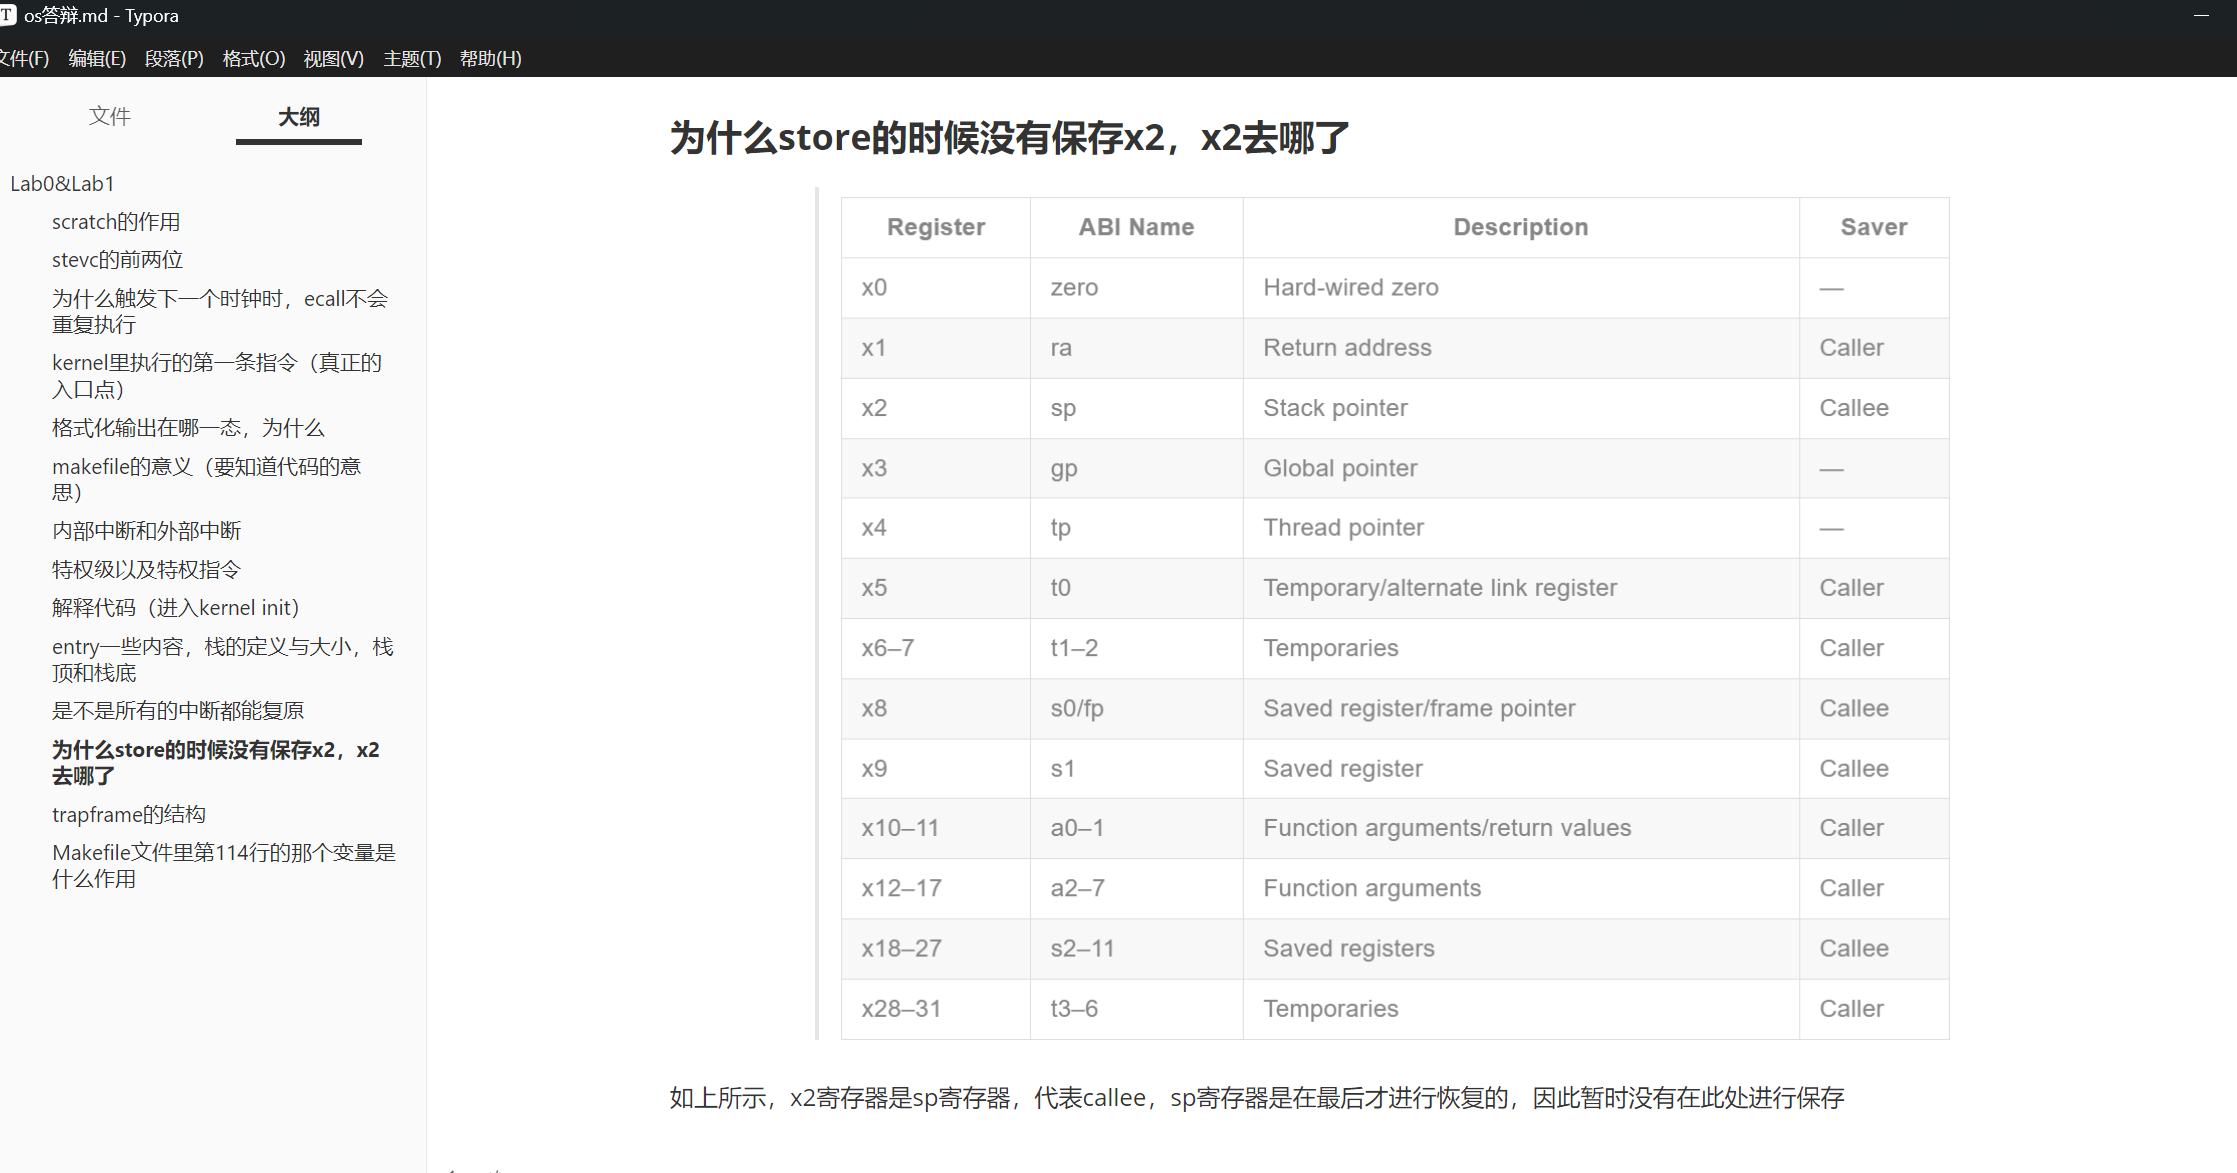 os答辩.md - Typora
文件(F) 编辑(E) 段落(P) 格式(O) 视图(V) 主题(T) 帮助(H)
文件 大纲
Lab0&Lab1
scratch的作用
stevc的前两位
为什么触发下一个时钟时，ecall不会
重复执行
kernel里执行的第一条指令（真正的
入口点）
格式化输出在哪一态，为什么
makefile的意义（要知道代码的意
思）
内部中断和外部中断
特权级以及特权指令
解释代码（进入kernel init）
entry一些内容，栈的定义与大小，栈
顶和栈底
是不是所有的中断都能复原
为什么store的时候没有保存x2，x2
去哪了
trapframe的结构
Makefile文件里第114行的那个变量是
什么作用
为什么store的时候没有保存x2，x2去哪了
Register ABI Name Description Saver
x0 zero Hard-wired zero —
x1 ra Return address Caller
x2 sp Stack pointer Callee
x3 gp Global pointer —
x4 tp Thread pointer —
x5 t0 Temporary/alternate link register Caller
x6–7 t1–2 Temporaries Caller
x8 s0/fp Saved register/frame pointer Callee
x9 s1 Saved register Callee
x10–11 a0–1 Function arguments/return values Caller
x12–17 a2–7 Function arguments Caller
x18–27 s2–11 Saved registers Callee
x28–31 t3–6 Temporaries Caller
如上所示，x2寄存器是sp寄存器，代表callee，sp寄存器是在最后才进行恢复的，因此暂时没有在此处进行保存